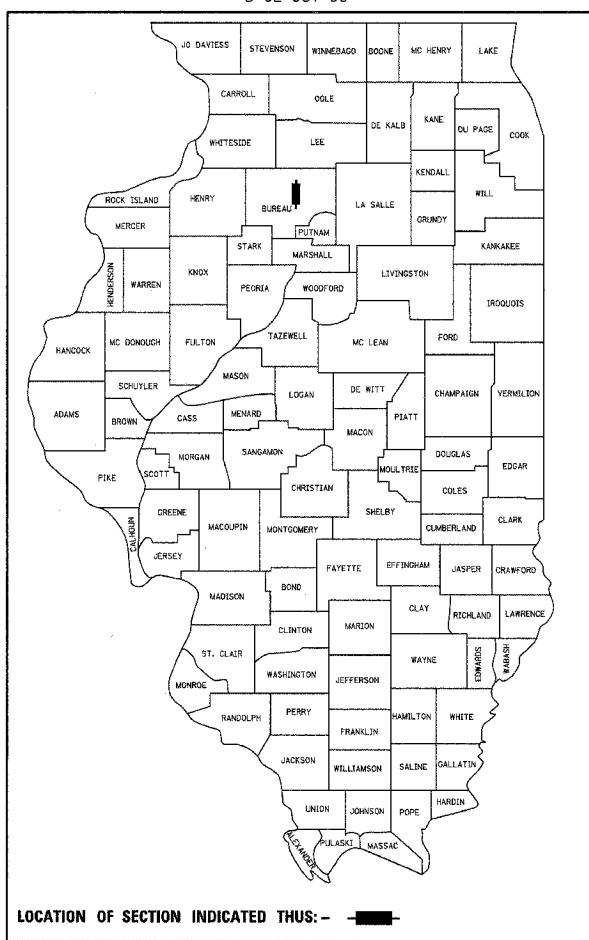 JO DAVIESS STEVENSON WINNEBAGO BOONE MC HENRY LAKE
CARROLL OGLE
DE KALB KANE DU PAGE COOK
WHITESIDE LEE
KENDALL WILL
ROCK ISLAND HENRY BUREAU LA SALLE GRUNDY
MERCER PUTNAM
STARK MARSHALL KANKAKEE
HENDERSON WARREN KNOX PEORIA WOODFORD LIVINGSTON IROQUOIS
HANCOCK MC DONOUGH FULTON TAZEWELL MC LEAN FORD
SCHUYLER MASON LOGAN DE WITT CHAMPAIGN VERMILION
ADAMS BROWN CASS MENARD MACON PIATT
MORGAN SANGAMON DOUGLAS EDGAR
PIKE SCOTT CHRISTIAN MOULTRIE COLES
GREENE MACOUPIN MONTGOMERY SHELBY CUMBERLAND CLARK
CALHOUN JERSEY
FAYETTE EFFINGHAM JASPER CRAWFORD
MADISON BOND CLAY RICHLAND LAWRENCE
CLINTON MARION
ST. CLAIR WAYNE EDWARDS WABASH
MONROE WASHINGTON JEFFERSON
RANDOLPH PERRY HAMILTON WHITE
FRANKLIN
JACKSON WILLIAMSON SALINE GALLATIN
UNION JOHNSON POPE HARDIN
ALEXANDER PULASKI MASSAC
LOCATION OF SECTION INDICATED THUS:-